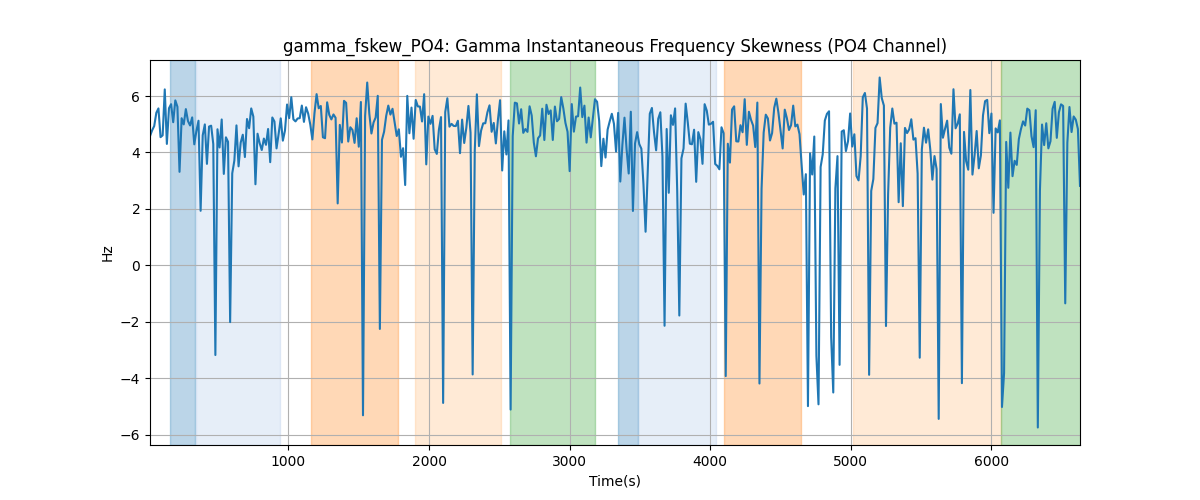 gamma_fskew_PO4: Gamma Instantaneous Frequency Skewness (PO4 Channel)
6
4
2
0
−2
−4
−6
Hz
1000 2000 3000 4000 5000 6000
Time(s)